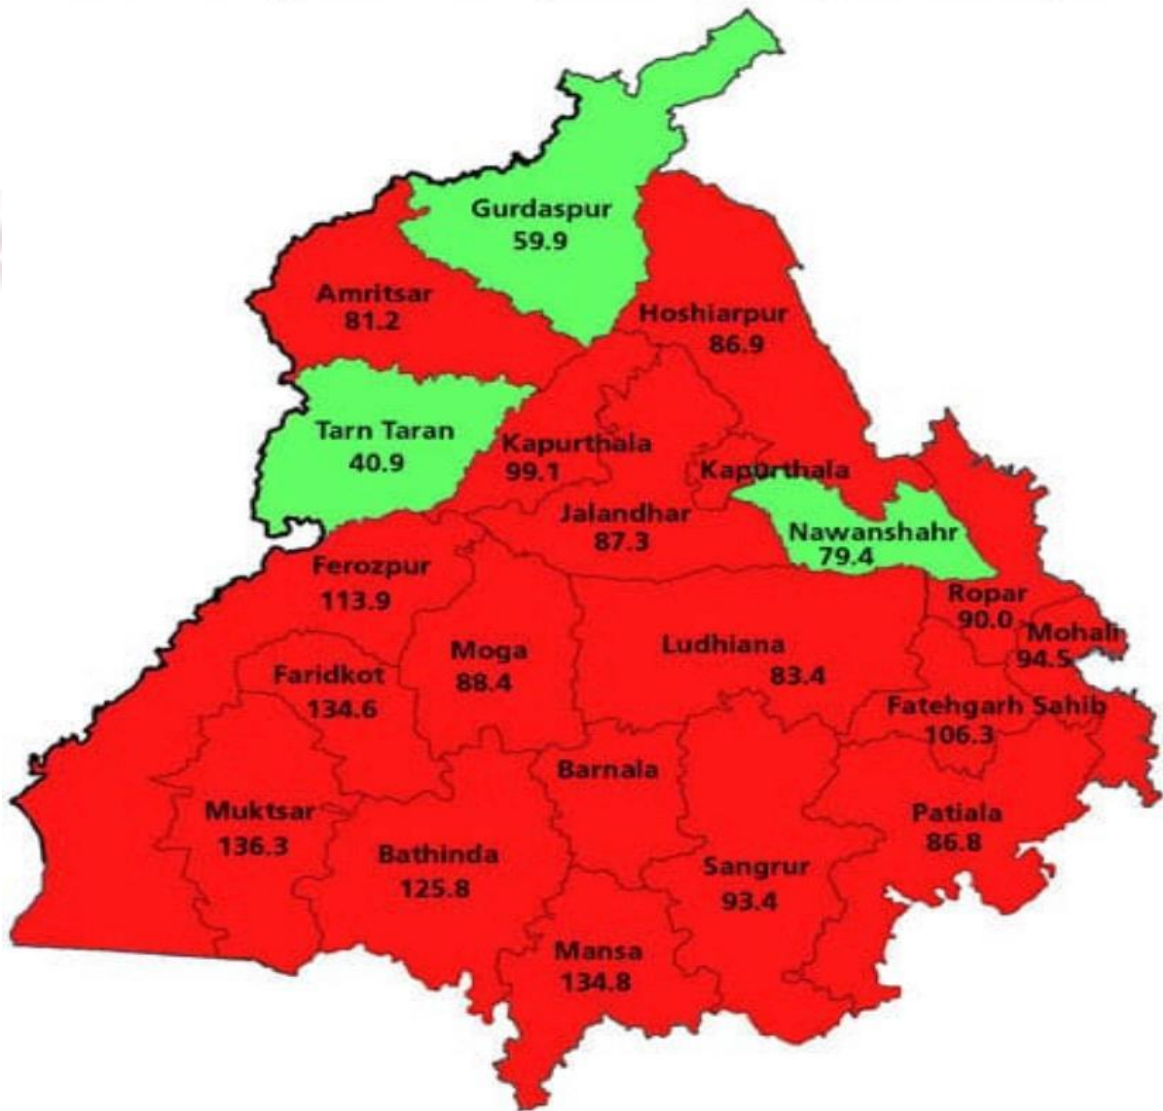 Gurdaspur
59.9
Amritsar
81.2
Hoshiarpur
86.9
Tarn Taran
40.9
Kapurthala
99.1
Kapurthala
Jalandhar
87.3
Nawanshahr
79.4
Ferozpur
113.9
Ropar
90.0
Mohali
94.5
Moga
88.4
Ludhiana
83.4
Faridkot
134.6
Fatehgarh Sahib
106.3
Barnala
Muktsar
136.3
Patiala
86.8
Bathinda
125.8
Sangrur
93.4
Mansa
134.8